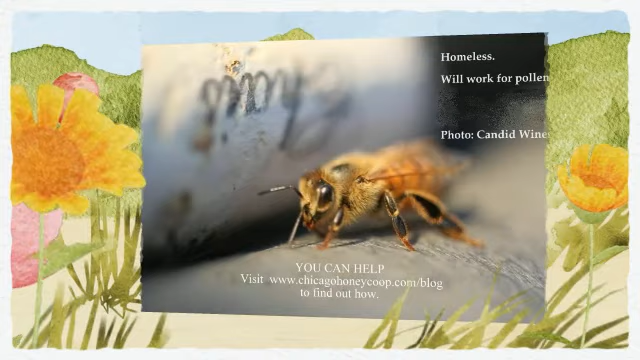 Homeless.
Will work for pollen
Photo: Candid Wine
YOU CAN HELP
Visit www.chicagohoneycoop.com/blog
to find out how.